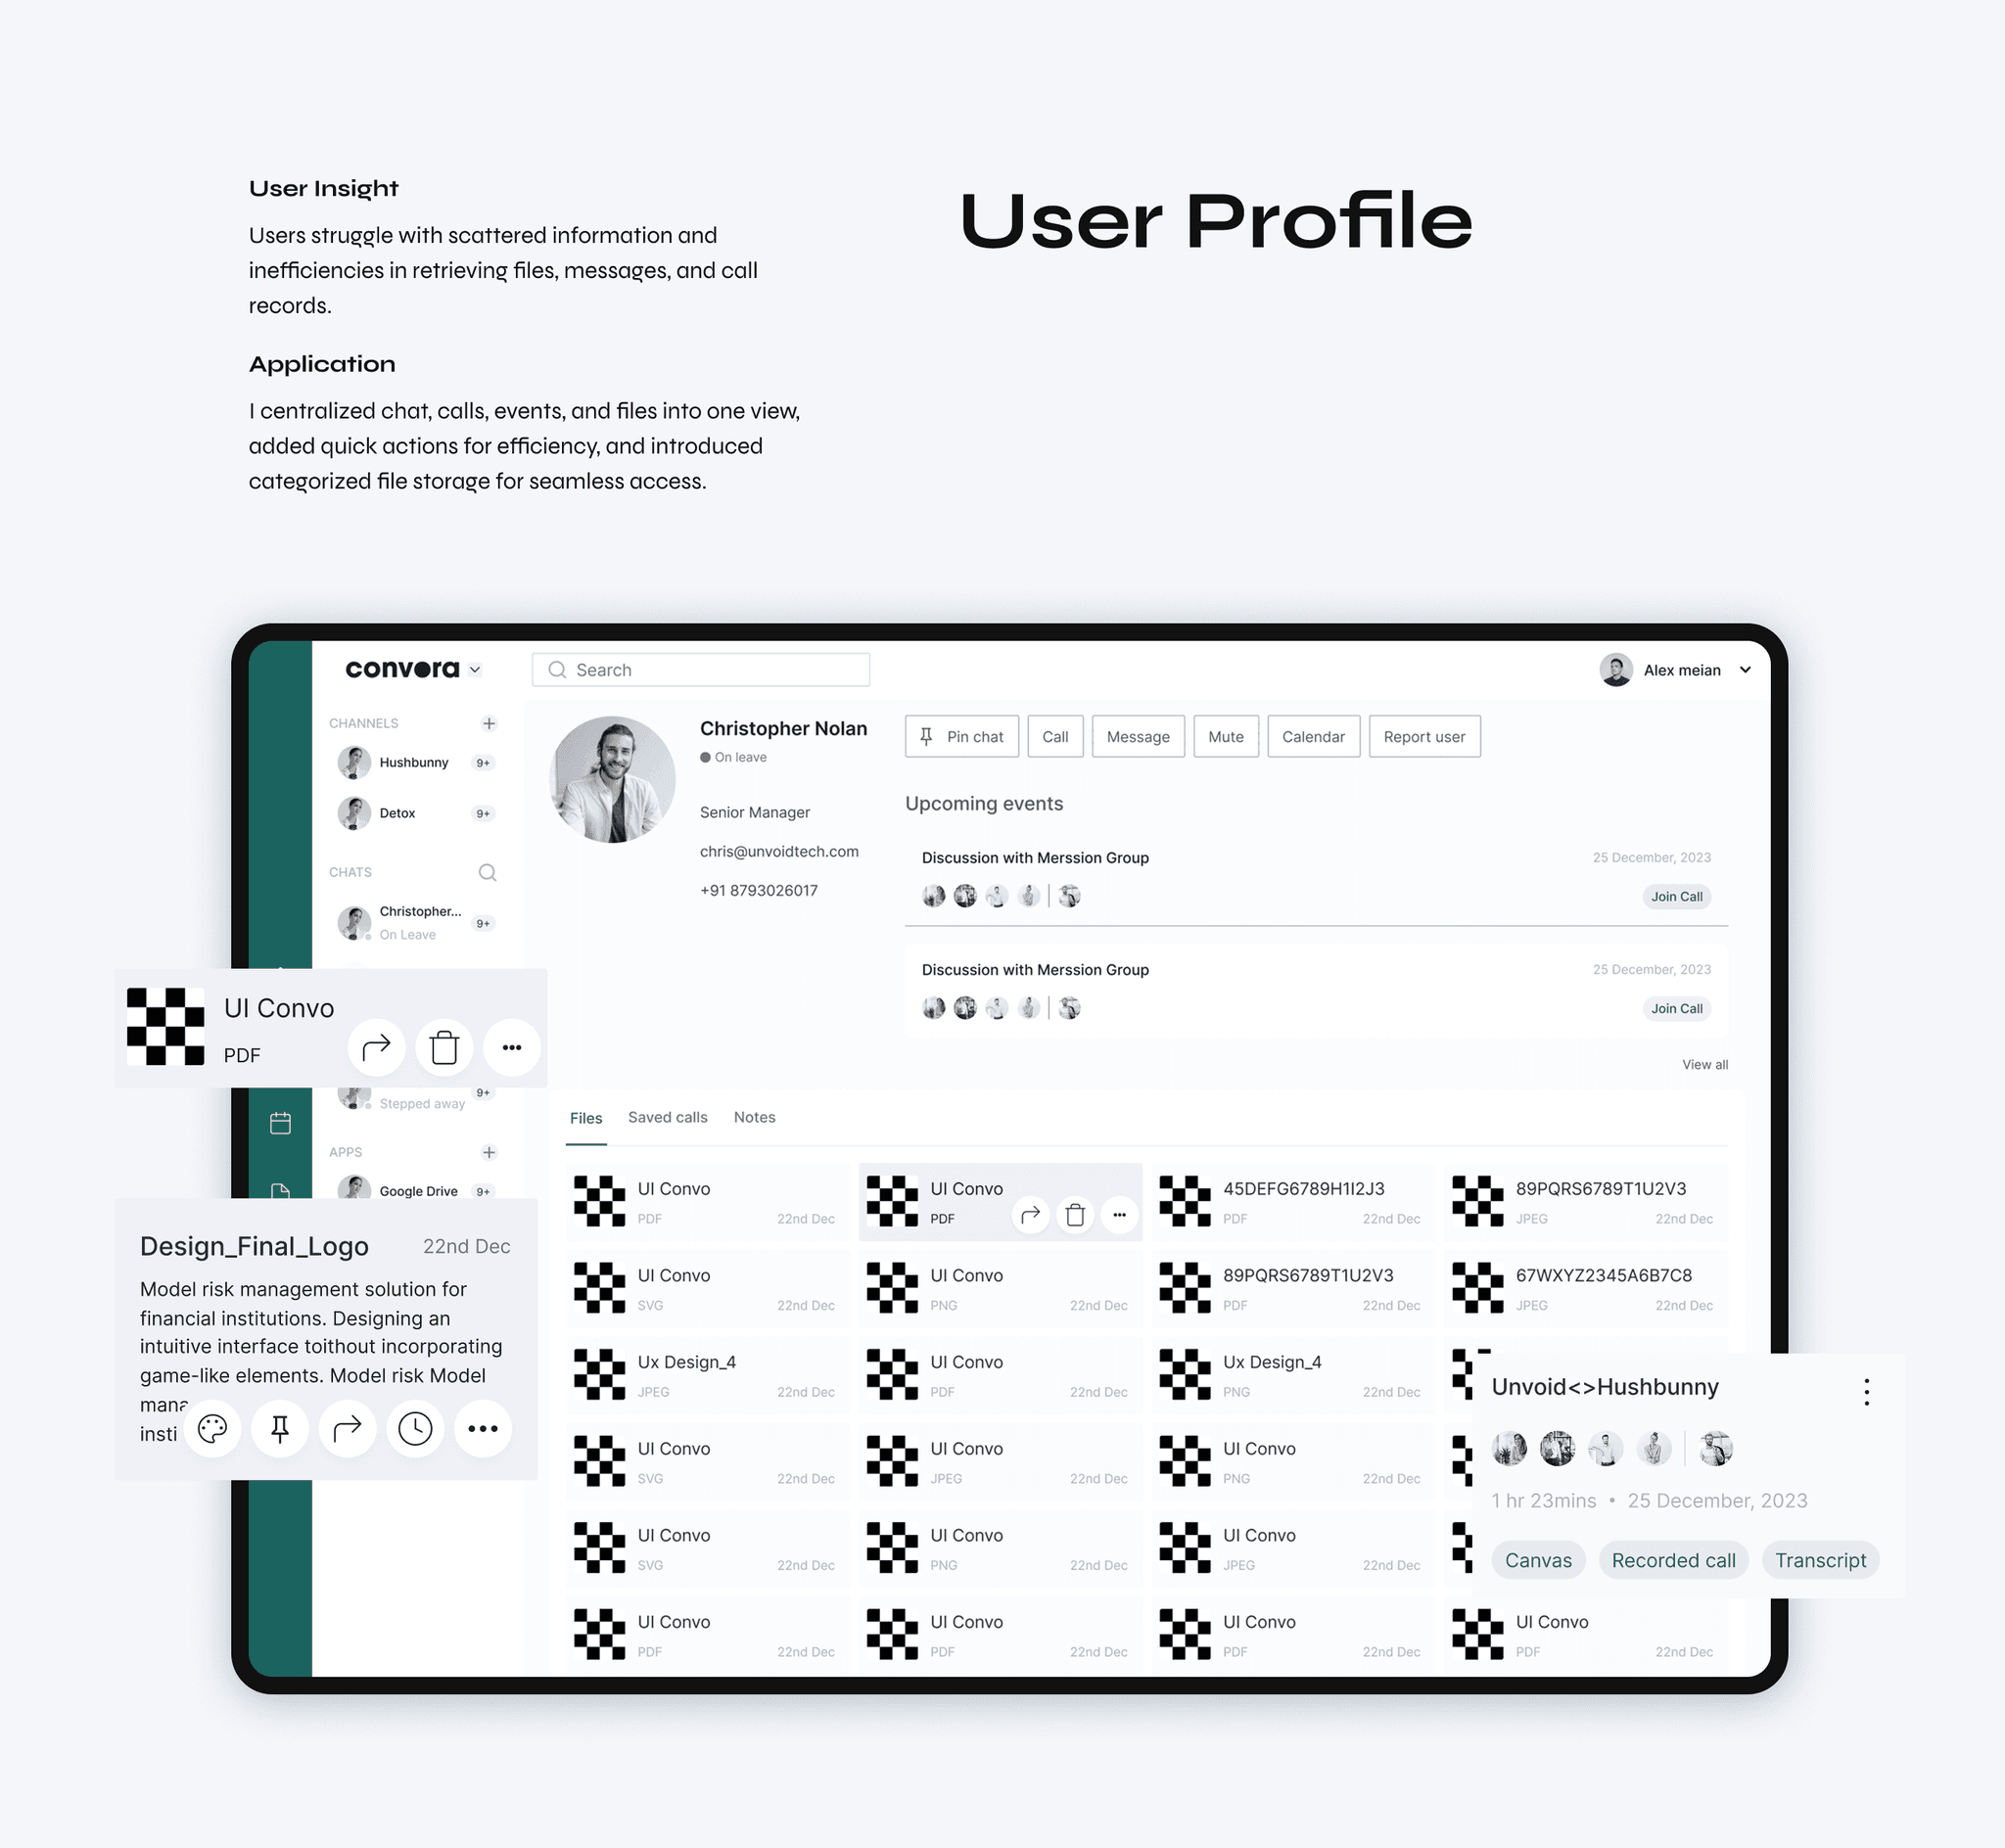 User Insight
Users struggle with scattered information and
inefficiencies in retrieving files, messages, and call
records.
Application
I centralized chat, calls, events, and files into one view,
added quick actions for efficiency, and introduced
categorized file storage for seamless access.
User Profile
convora
Search
Alex meian
CHANNELS
Hushbunny 9+
Detox 9+
CHATS
Christopher... 9+
On Leave
9+
Stepped away
APPS
Google Drive 9+
Christopher Nolan
On leave
Senior Manager
chris@unvoidtech.com
+91 8793026017
Pin chat
Call
Message
Mute
Calendar
Report user
Upcoming events
Discussion with Merssion Group 25 December, 2023
Join Call
Discussion with Merssion Group 25 December, 2023
Join Call
View all
UI Convo
PDF
Design_Final_Logo 22nd Dec
Model risk management solution for
financial institutions. Designing an
intuitive interface toithout incorporating
game-like elements. Model risk Model
mana
insti
Files Saved calls Notes
UI Convo
PDF 22nd Dec
UI Convo
PDF
45DEFG6789H1I2J3
PDF 22nd Dec
89PQRS6789T1U2V3
JPEG 22nd Dec
UI Convo
SVG 22nd Dec
UI Convo
PNG 22nd Dec
89PQRS6789T1U2V3
PDF 22nd Dec
67WXYZ2345A6B7C8
JPEG 22nd Dec
Ux Design_4
JPEG 22nd Dec
UI Convo
PDF 22nd Dec
Ux Design_4
PNG 22nd Dec
UI Convo
SVG 22nd Dec
UI Convo
JPEG 22nd Dec
UI Convo
PNG 22nd Dec
UI Convo
SVG 22nd Dec
UI Convo
PNG 22nd Dec
UI Convo
JPEG 22nd Dec
UI Convo
PDF 22nd Dec
UI Convo
PDF 22nd Dec
UI Convo
PDF 22nd Dec
UI Convo
PDF 22nd Dec
Unvoid<>Hushbunny
1 hr 23mins • 25 December, 2023
Canvas
Recorded call
Transcript